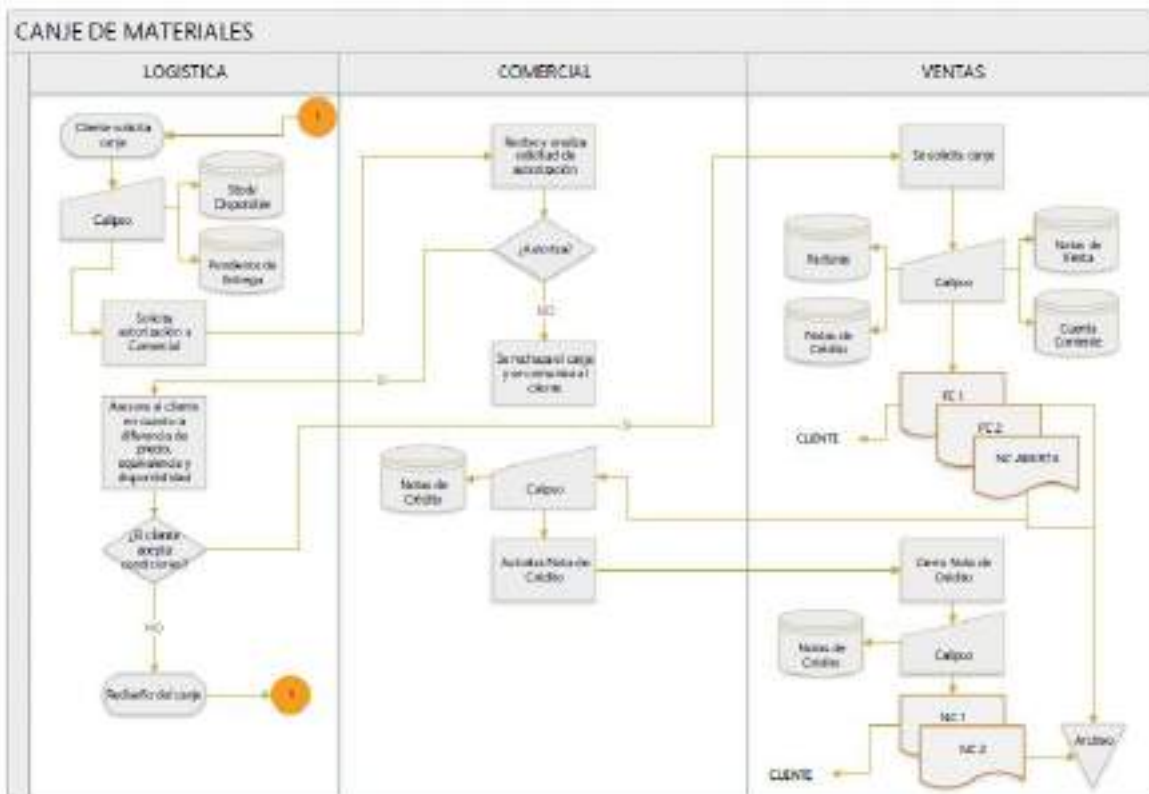 CANJE DE MATERIALES
LOGISTICA
COMERCIAL
VENTAS
Cliente solicita
canje
1
Calipso
Stock
Disponible
Pendientes de
Entrega
Solicita
autorización a
Comercial
Asesora al cliente
en cuanto a
diferencia de
precio,
equivalencia y
disponibilidad
¿El cliente
acepta
condiciones?
NO
Rediseño del canje
1
Recibe y analiza
solicitud de
autorización
¿Autoriza?
NO
SI
Se rechaza el canje
y se comunica al
cliente
SI
Notas de
Crédito
Calipso
Autoriza Nota de
Crédito
Se solicita canje
Facturas
Notas de
Crédito
Calipso
Notas de
Venta
Cuenta
Corriente
FC 1
FC 2
NC ABIERTA
CLIENTE
Cierra Nota de
Crédito
Notas de
Crédito
Calipso
NC 1
NC 2
CLIENTE
Archivo